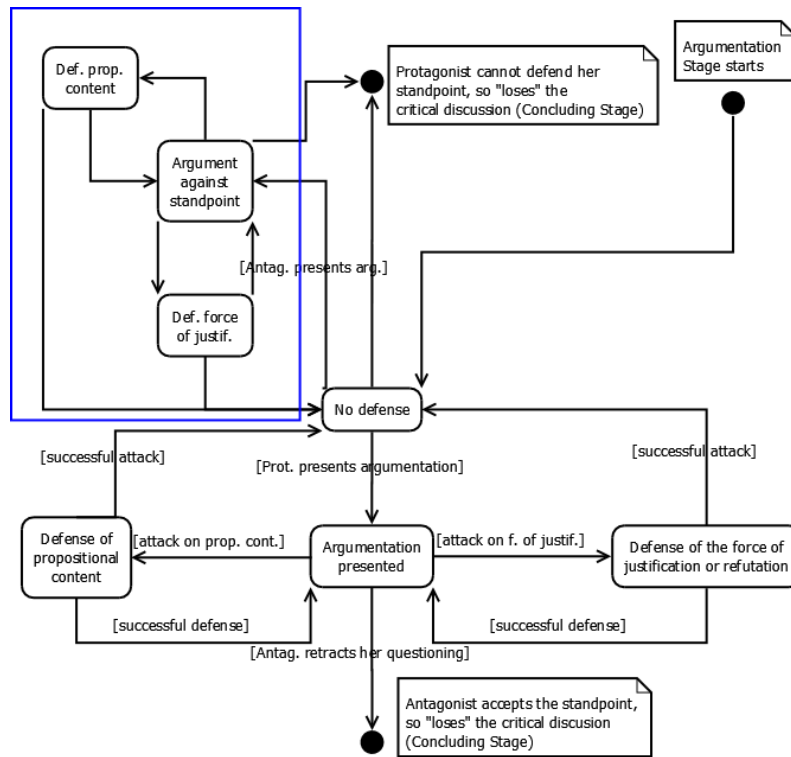 Def. prop.
content
Protagonist cannot defend her
standpoint, so "loses" the
critical discussion (Concluding Stage)
Argumentation
Stage starts
Argument
against
standpoint
[Antag. presents arg.]
Def. force
of justif.
No defense
[successful attack]
[Prot. presents argumentation]
[successful attack]
Defense of
propositional
content
[attack on prop. cont.]
Argumentation
presented
[attack on f. of justif.]
Defense of the force of
justification or refutation
[successful defense]
[successful defense]
[Antag. retracts her questioning]
Antagonist accepts the standpoint,
so "loses" the critical discusion
(Concluding Stage)